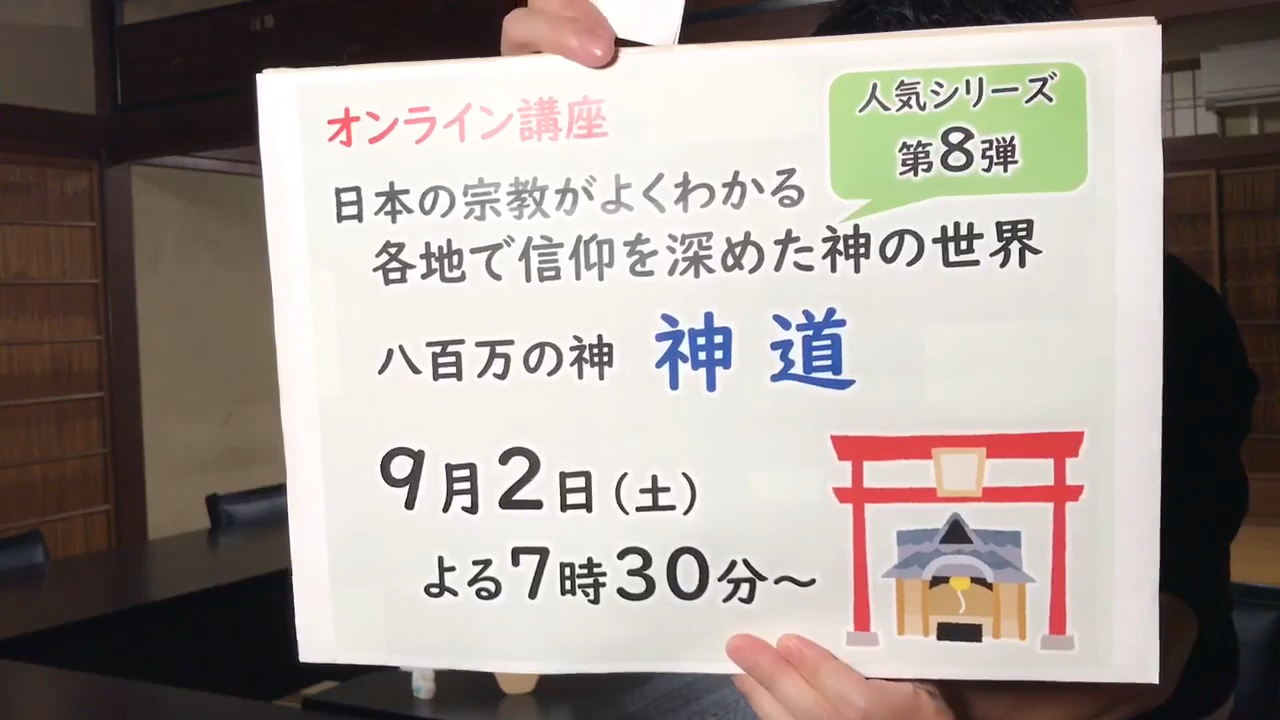 オンライン講座
人気シリーズ
第8弾
日本の宗教がよくわかる
各地で信仰を深めた神の世界
八百万の神 神道
9月2日(土)
よる7時30分~